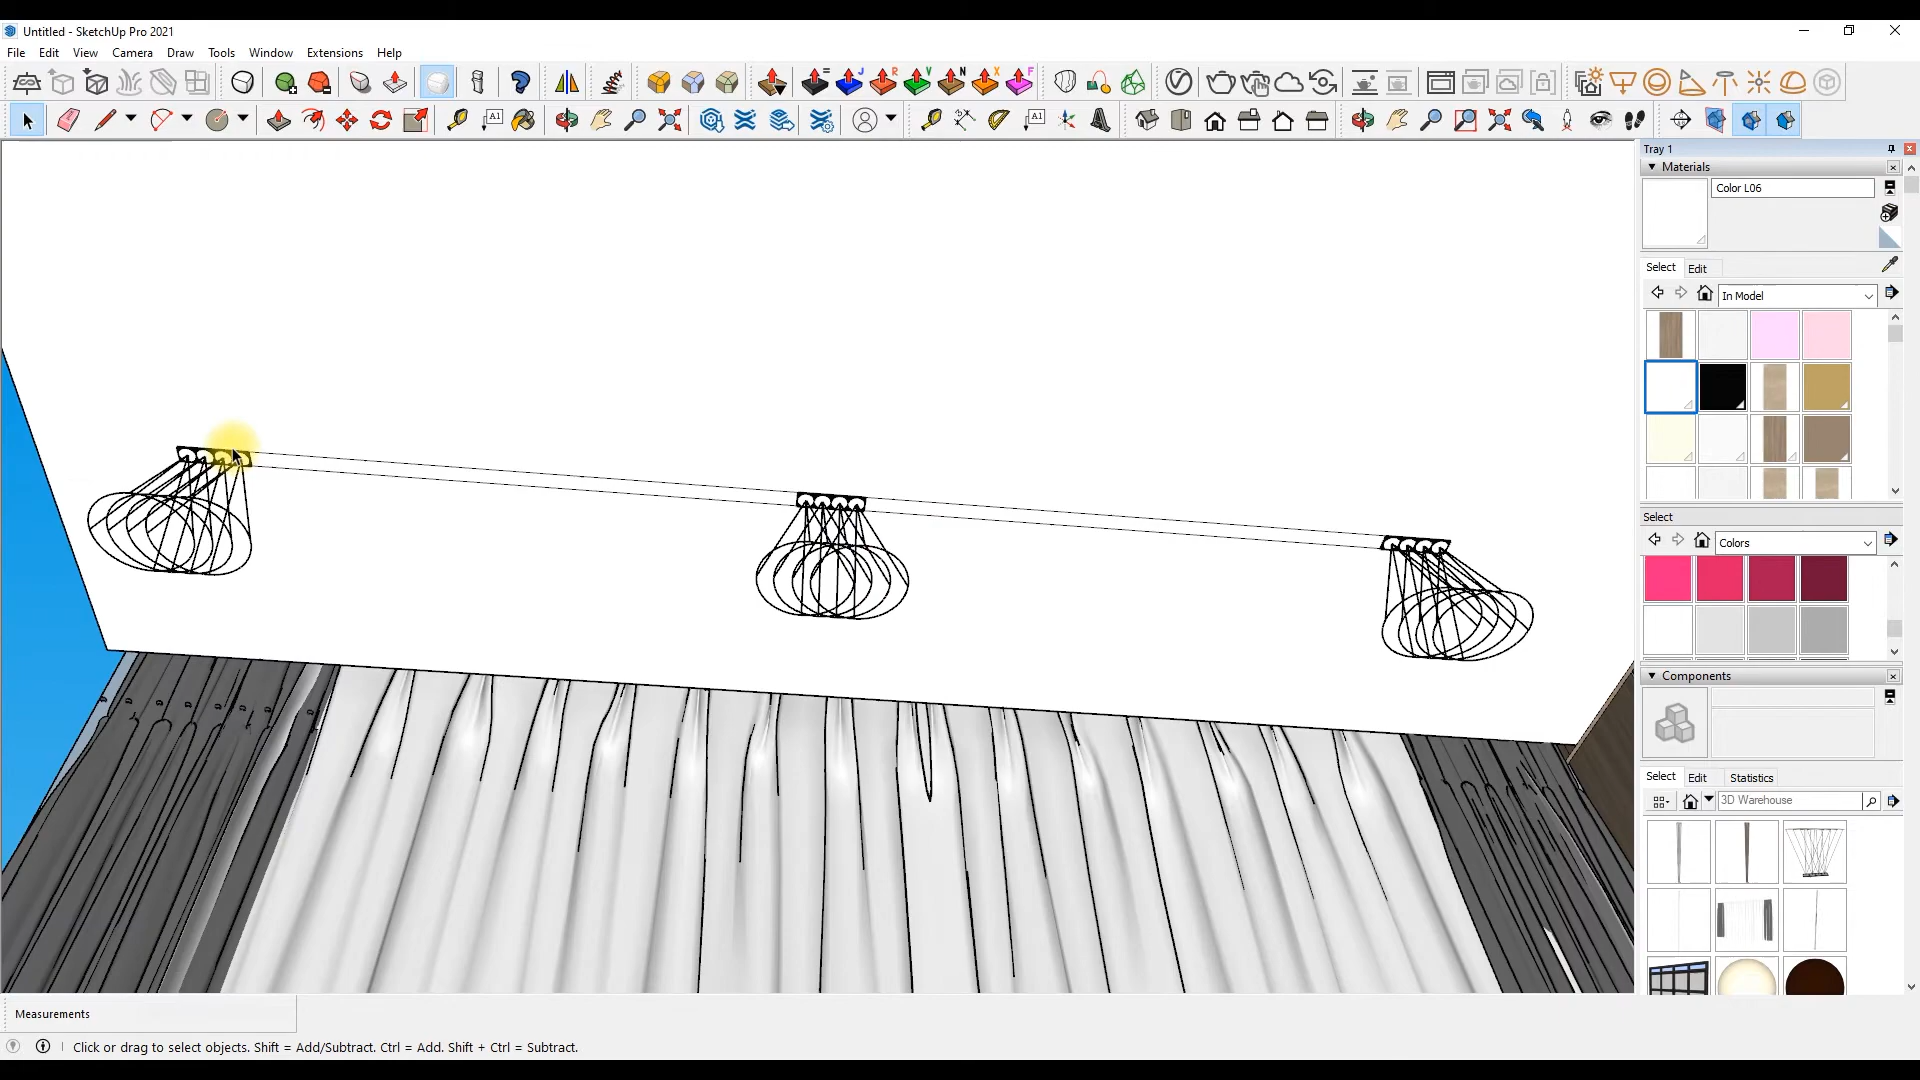 Untitled - SketchUp Pro 2021
File Edit View Camera Draw Tools Window Extensions Help
Tray 1
Materials
Color L06
Select Edit
In Model
Select
Colors
Components
Select Edit Statistics
3D Warehouse
Measurements
Click or drag to select objects. Shift = Add/Subtract. Ctrl = Add. Shift + Ctrl = Subtract.